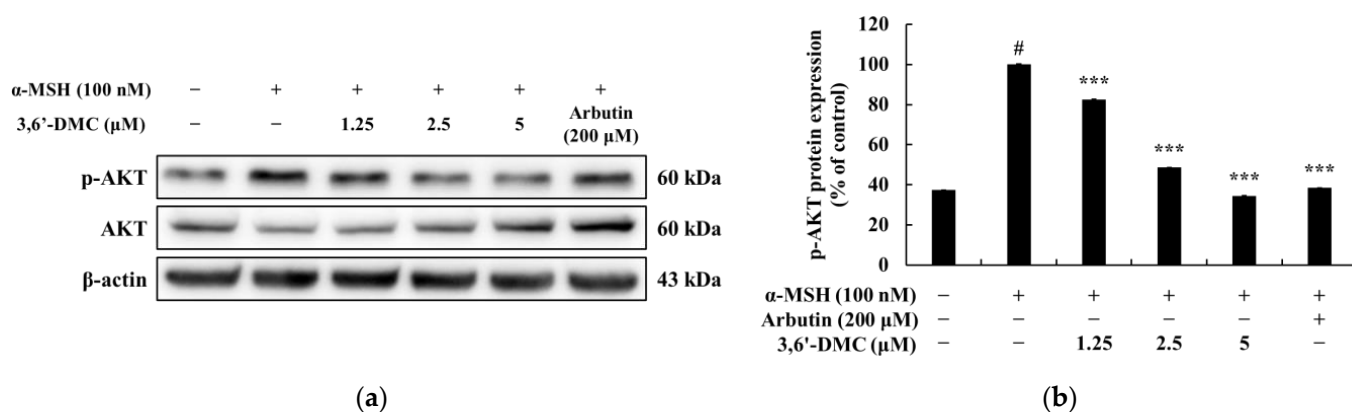 α-MSH (100 nM) − + + + + +
3,6’-DMC (μM) − − 1.25 2.5 5 Arbutin
(200 μM)
p-AKT 60 kDa
AKT 60 kDa
β-actin 43 kDa
(a)
p-AKT protein expression
(% of control)
120
100
80
60
40
20
0
#
***
***
***
***
α-MSH (100 nM) − + + + + +
Arbutin (200 μM) − − − − − +
3,6'-DMC (μM) − − 1.25 2.5 5 −
(b)